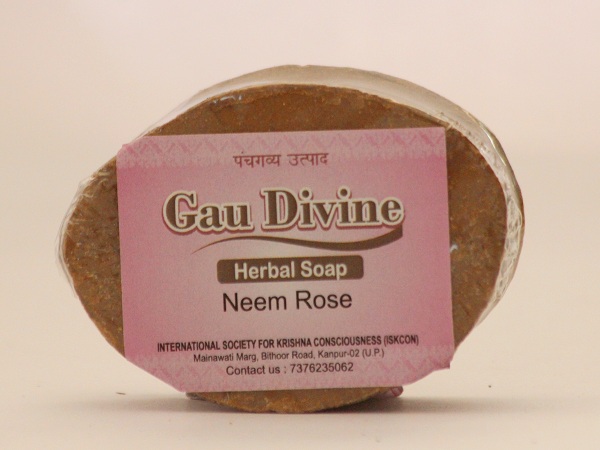 पंचगव्य उत्पाद
Gau Divine
Herbal Soap
Neem Rose
INTERNATIONAL SOCIETY FOR KRISHNA CONSCIOUSNESS (ISKCON)
Mainawati Marg, Bithoor Road, Kanpur-02 (U.P.)
Contact us : 7376235062